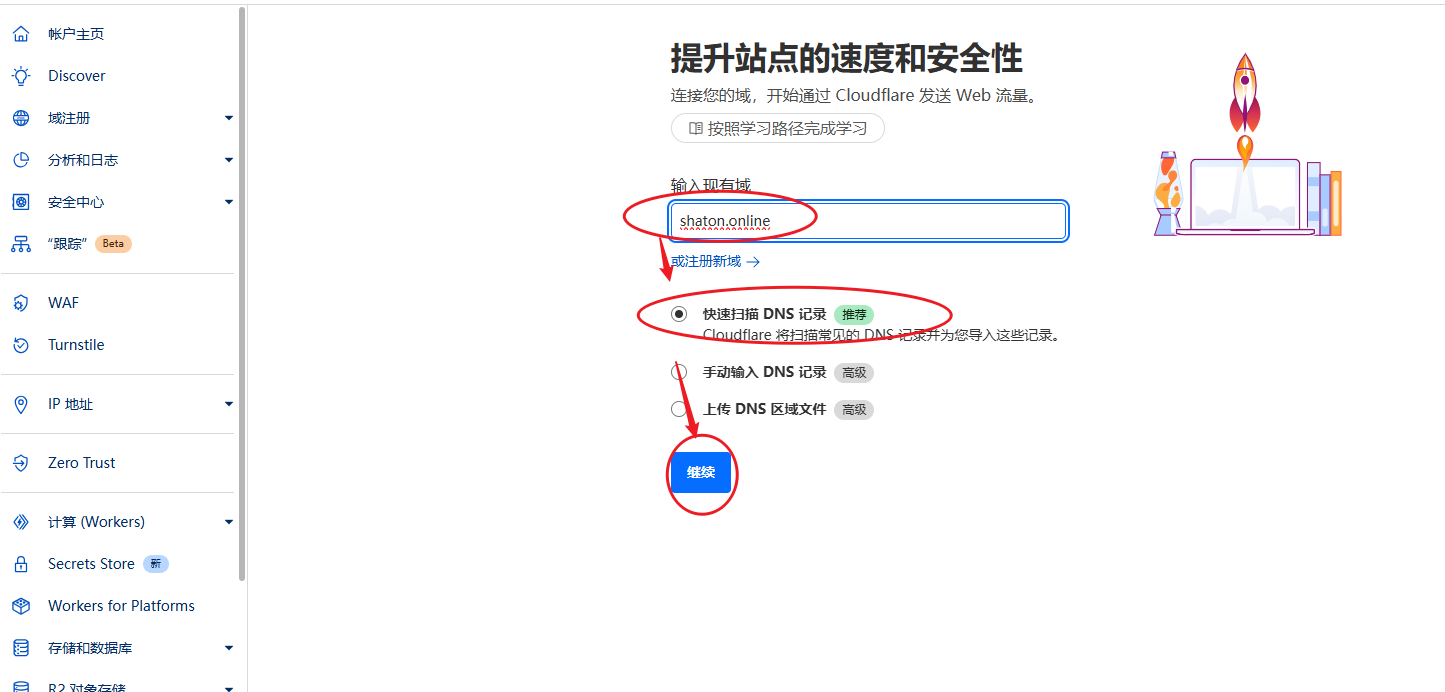 帐户主页
Discover
域注册
分析和日志
安全中心
“跟踪” Beta
WAF
Turnstile
IP 地址
Zero Trust
计算 (Workers)
Secrets Store 新
Workers for Platforms
存储和数据库
R2 对象存储
提升站点的速度和安全性
连接您的域，开始通过 Cloudflare 发送 Web 流量。
按照学习路径完成学习
输入现有域
shaton.online
或注册新域
快速扫描 DNS 记录 推荐
Cloudflare 将扫描常见的 DNS 记录并为您导入这些记录。
手动输入 DNS 记录 高级
上传 DNS 区域文件 高级
继续